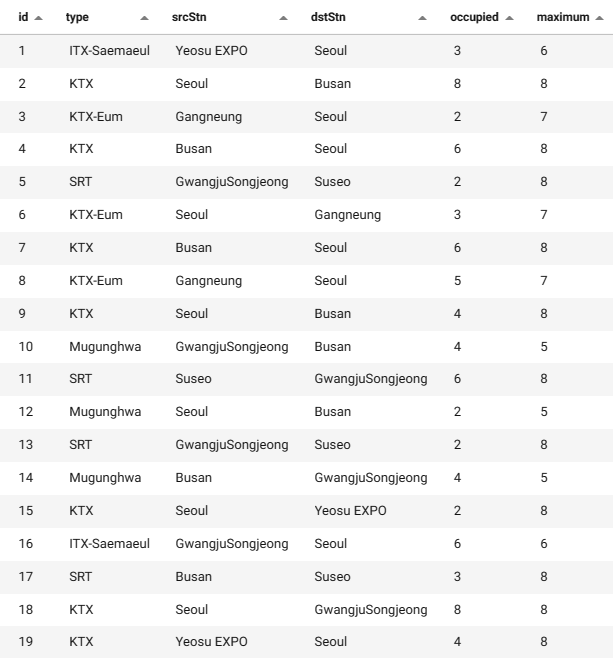 id type srcStn dstStn occupied maximum
1 ITX-Saemaeul Yeosu EXPO Seoul 3 6
2 KTX Seoul Busan 8 8
3 KTX-Eum Gangneung Seoul 2 7
4 KTX Busan Seoul 6 8
5 SRT GwangjuSongjeong Suseo 2 8
6 KTX-Eum Seoul Gangneung 3 7
7 KTX Busan Seoul 6 8
8 KTX-Eum Gangneung Seoul 5 7
9 KTX Seoul Busan 4 8
10 Mugunghwa GwangjuSongjeong Busan 4 5
11 SRT Suseo GwangjuSongjeong 6 8
12 Mugunghwa Seoul Busan 2 5
13 SRT GwangjuSongjeong Suseo 2 8
14 Mugunghwa Busan GwangjuSongjeong 4 5
15 KTX Seoul Yeosu EXPO 2 8
16 ITX-Saemaeul GwangjuSongjeong Seoul 6 6
17 SRT Busan Suseo 3 8
18 KTX Seoul GwangjuSongjeong 8 8
19 KTX Yeosu EXPO Seoul 4 8